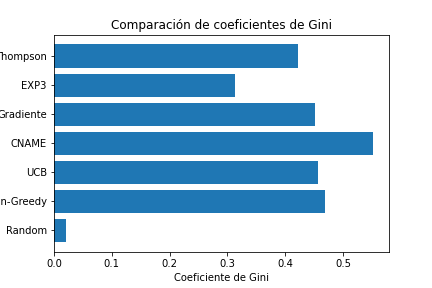 Comparación de coeficientes de Gini
Thompson
EXP3
Gradiente
CNAME
UCB
n-Greedy
Random
0.0 0.1 0.2 0.3 0.4 0.5
Coeficiente de Gini